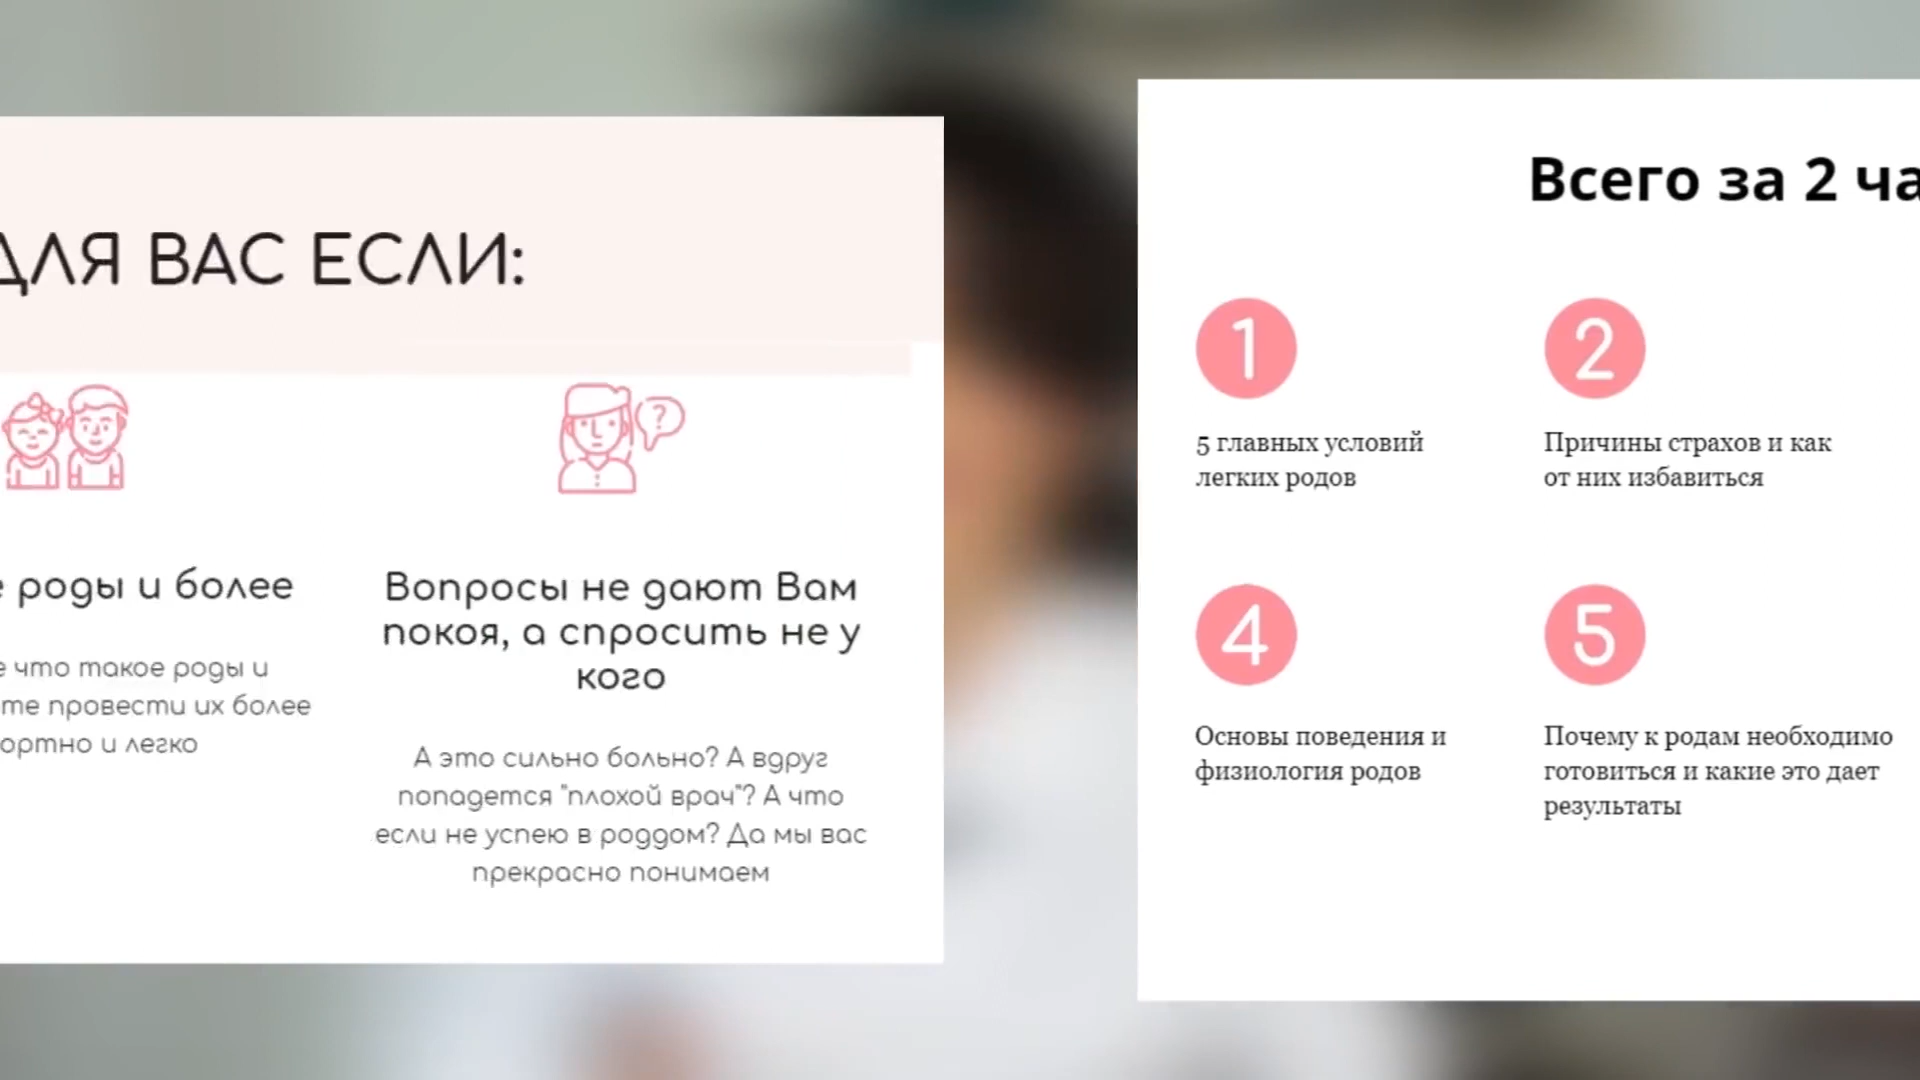 ДЛЯ ВАС ЕСЛИ:
?
роды и более
что такое роды и
провести их более
и легко
Вопросы не дают Вам
покоя, а спросить не у
кого
А это сильно больно? А вдруг
попадется "плохой врач"? А что
если не успею в роддом? Да мы вас
прекрасно понимаем
Всего за 2
1
5 главных условий
легких родов
2
Причины страхов и как
от них избавиться
4
Основы поведения и
физиология родов
5
Почему к родам необходимо
готовиться и какие это дает
результаты